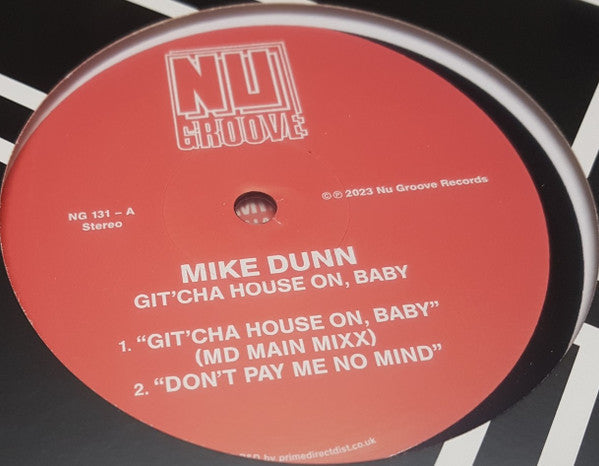 NU
GROOVE
NG 131 – A
Stereo
© ℗ 2023 Nu Groove Records
MIKE DUNN
GIT'CHA HOUSE ON, BABY
1. “GIT'CHA HOUSE ON, BABY”
(MD MAIN MIXX)
2. “DON'T PAY ME NO MIND”
P&D by primedirectdist.co.uk